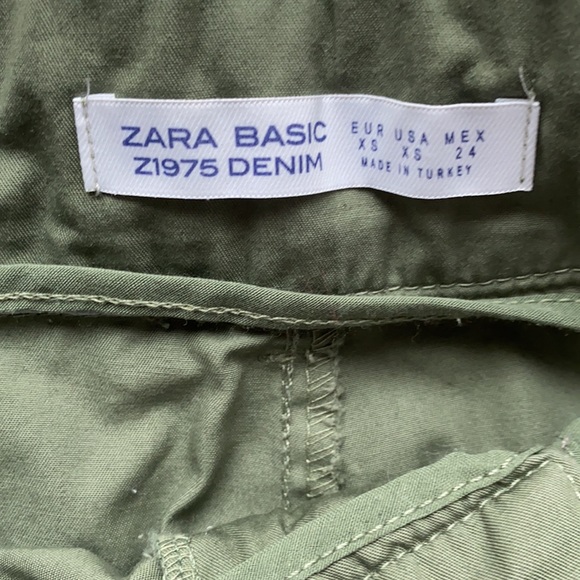 ZARA BASIC
Z1975 DENIM
EUR USA MEX
XS XS 24
MADE IN TURKEY